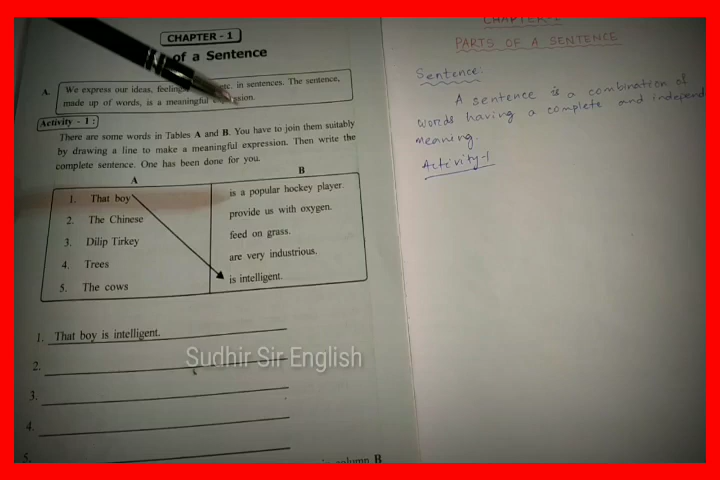 CHAPTER - 1
of a Sentence
A. We express our ideas, feelings etc. in sentences. The sentence,
made up of words, is a meaningful expression.
Activity - 1 :
There are some words in Tables A and B. You have to join them suitably
by drawing a line to make a meaningful expression. Then write the
complete sentence. One has been done for you.
A
B
1. That boy
is a popular hockey player.
2. The Chinese
provide us with oxygen.
3. Dilip Tirkey
feed on grass.
4. Trees
are very industrious.
5. The cows
is intelligent.
1. That boy is intelligent.
2.
3.
4.
5.
column B
Sudhir Sir English
PARTS OF A SENTENCE
Sentence:
A sentence is a combination of
words having a complete and independ
meaning.
Activity-1